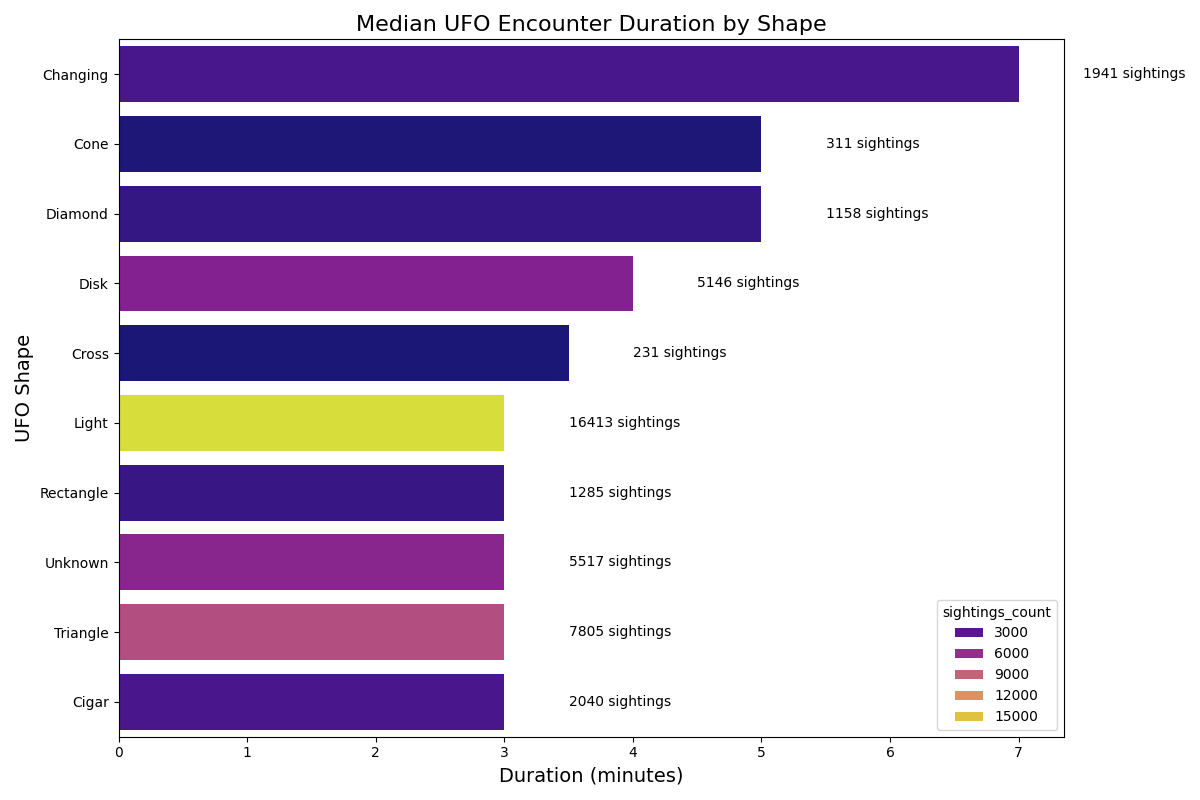 Median UFO Encounter Duration by Shape
Changing
1941 sightings
Cone
311 sightings
Diamond
1158 sightings
Disk
5146 sightings
Cross
231 sightings
Light
16413 sightings
Rectangle
1285 sightings
Unknown
5517 sightings
Triangle
7805 sightings
Cigar
2040 sightings
UFO Shape
sightings_count
3000
6000
9000
12000
15000
0 1 2 3 4 5 6 7
Duration (minutes)